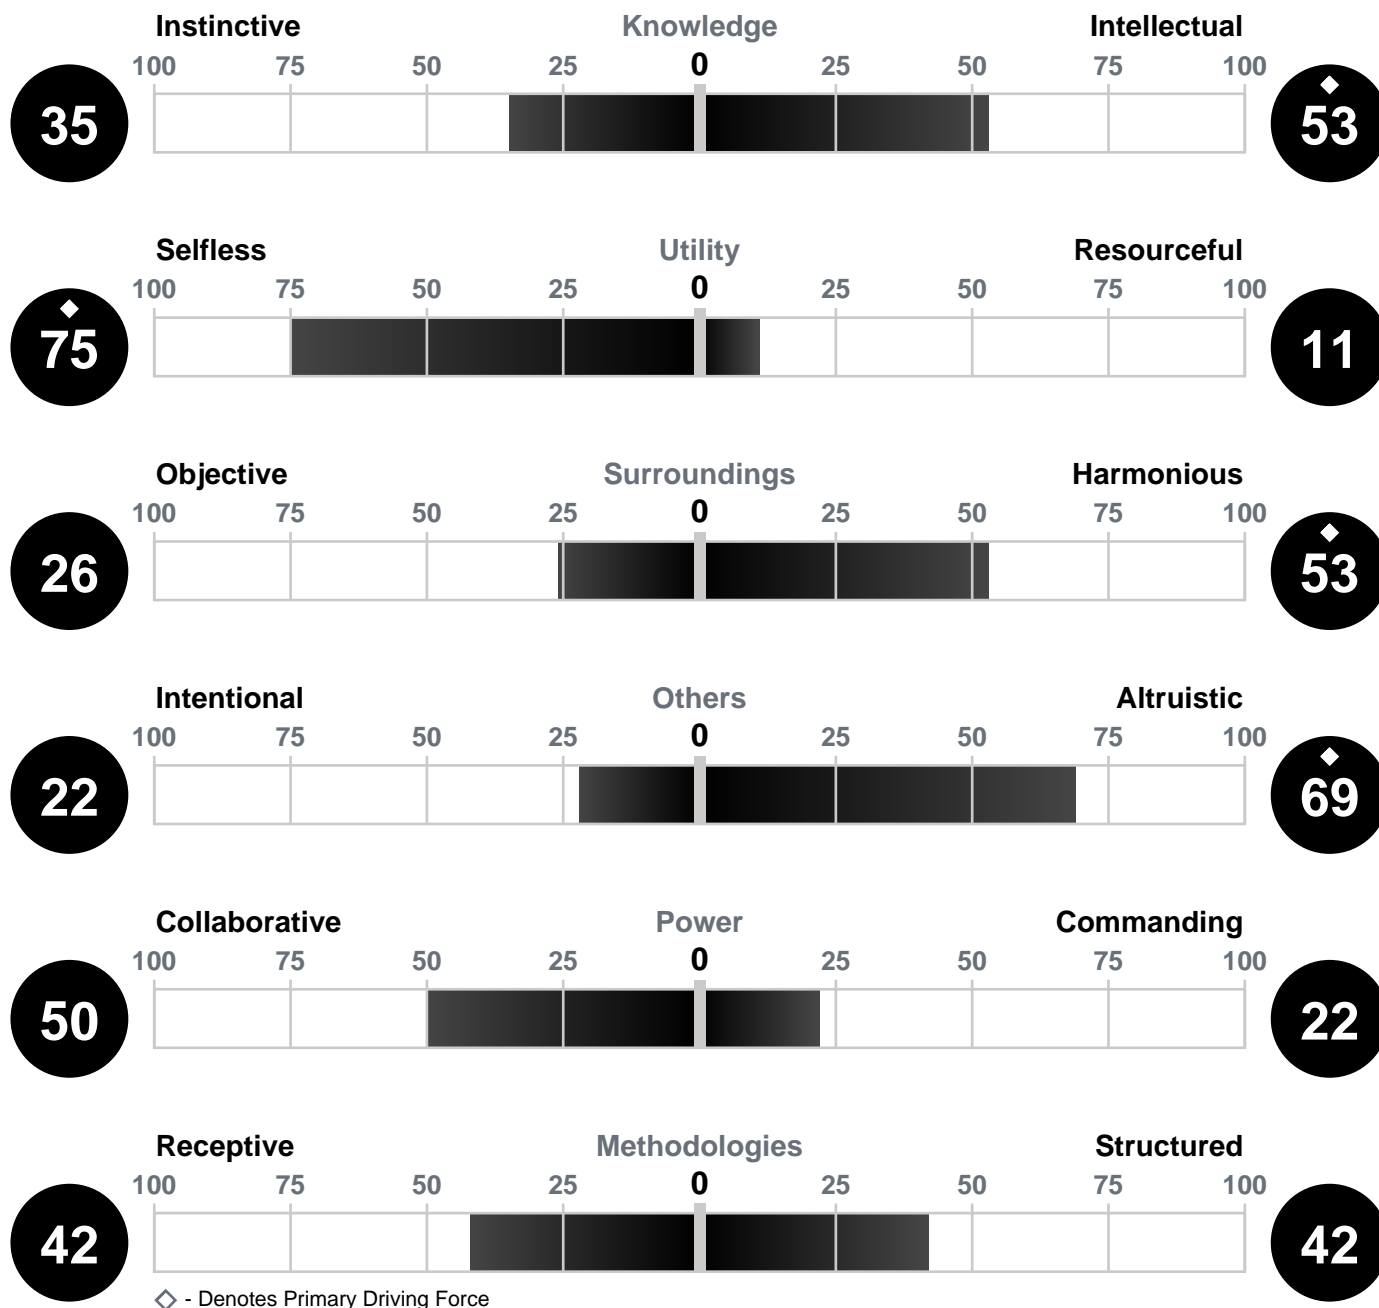 Instinctive Knowledge Intellectual
100 75 50 25 0 25 50 75 100
35 53
Selfless Utility Resourceful
100 75 50 25 0 25 50 75 100
75 11
Objective Surroundings Harmonious
100 75 50 25 0 25 50 75 100
26 53
Intentional Others Altruistic
100 75 50 25 0 25 50 75 100
22 69
Collaborative Power Commanding
100 75 50 25 0 25 50 75 100
50 22
Receptive Methodologies Structured
100 75 50 25 0 25 50 75 100
42 42
- Denotes Primary Driving Force